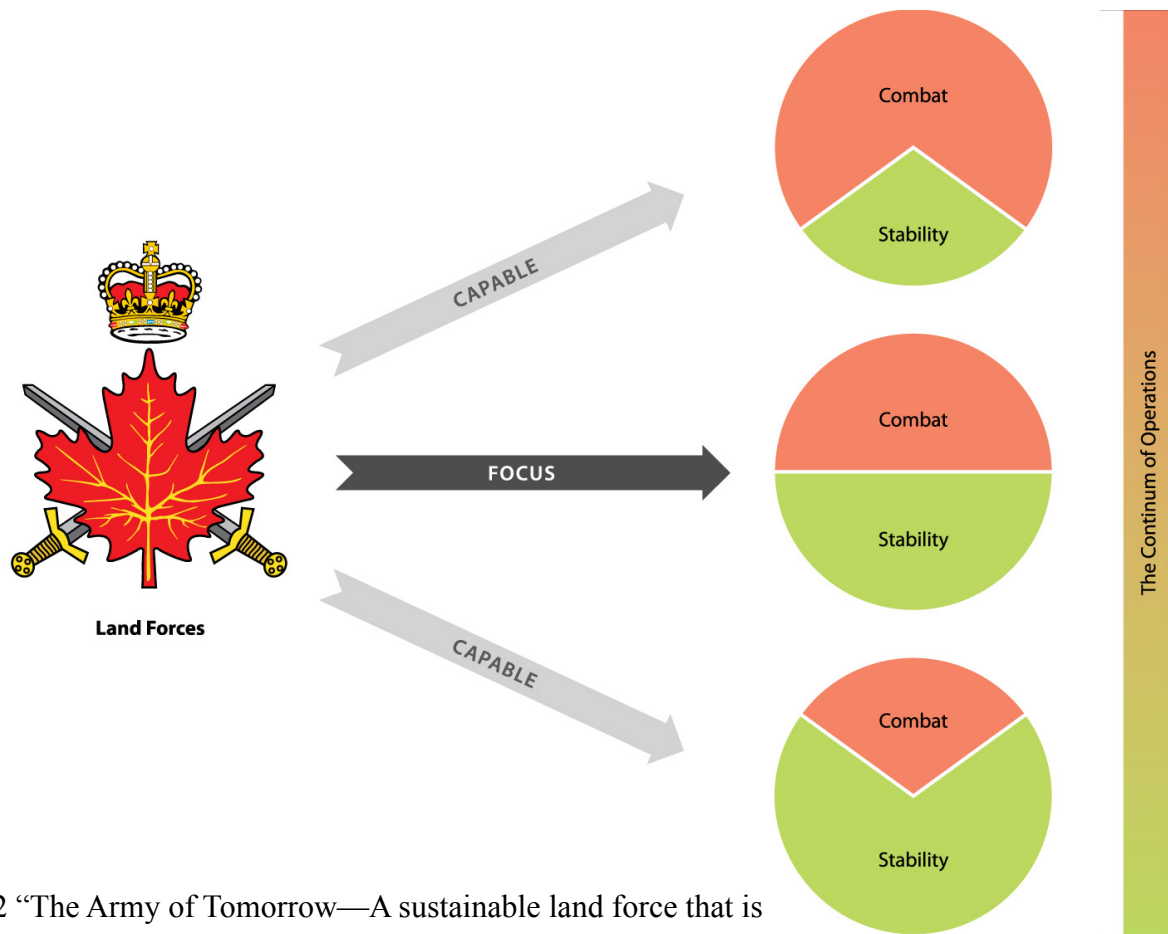 Combat
Stability
CAPABLE
Land Forces
FOCUS
Combat
Stability
CAPABLE
Combat
Stability
The Continuum of Operations
2 “The Army of Tomorrow—A sustainable land force that is